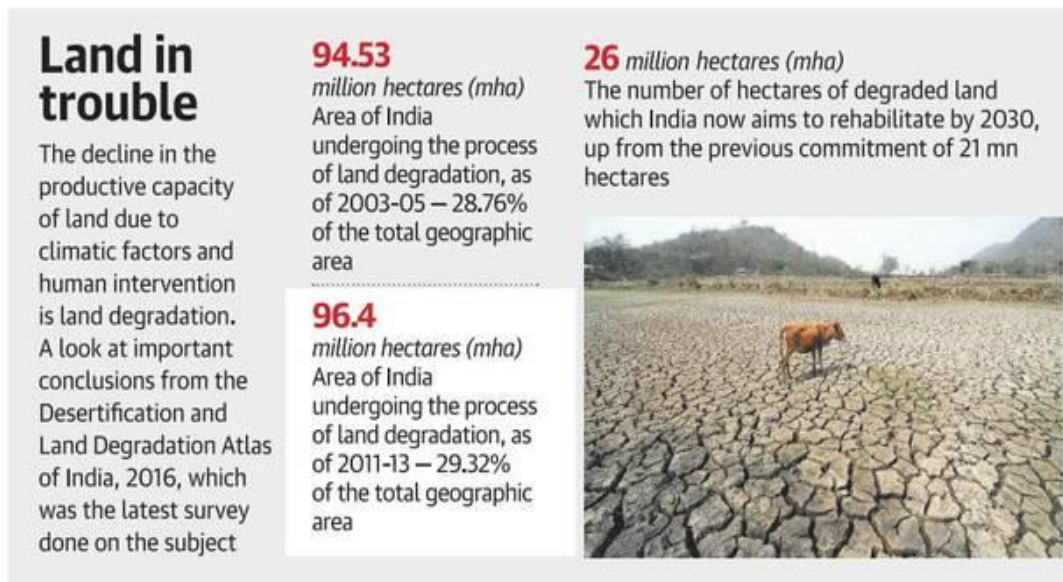 Land in
trouble
The decline in the
productive capacity
of land due to
climatic factors and
human intervention
is land degradation.
A look at important
conclusions from the
Desertification and
Land Degradation Atlas
of India, 2016, which
was the latest survey
done on the subject
94.53
million hectares (mha)
Area of India
undergoing the process
of land degradation, as
of 2003-05 – 28.76%
of the total geographic
area
96.4
million hectares (mha)
Area of India
undergoing the process
of land degradation, as
of 2011-13 – 29.32%
of the total geographic
area
26 million hectares (mha)
The number of hectares of degraded land
which India now aims to rehabilitate by 2030,
up from the previous commitment of 21 mn
hectares